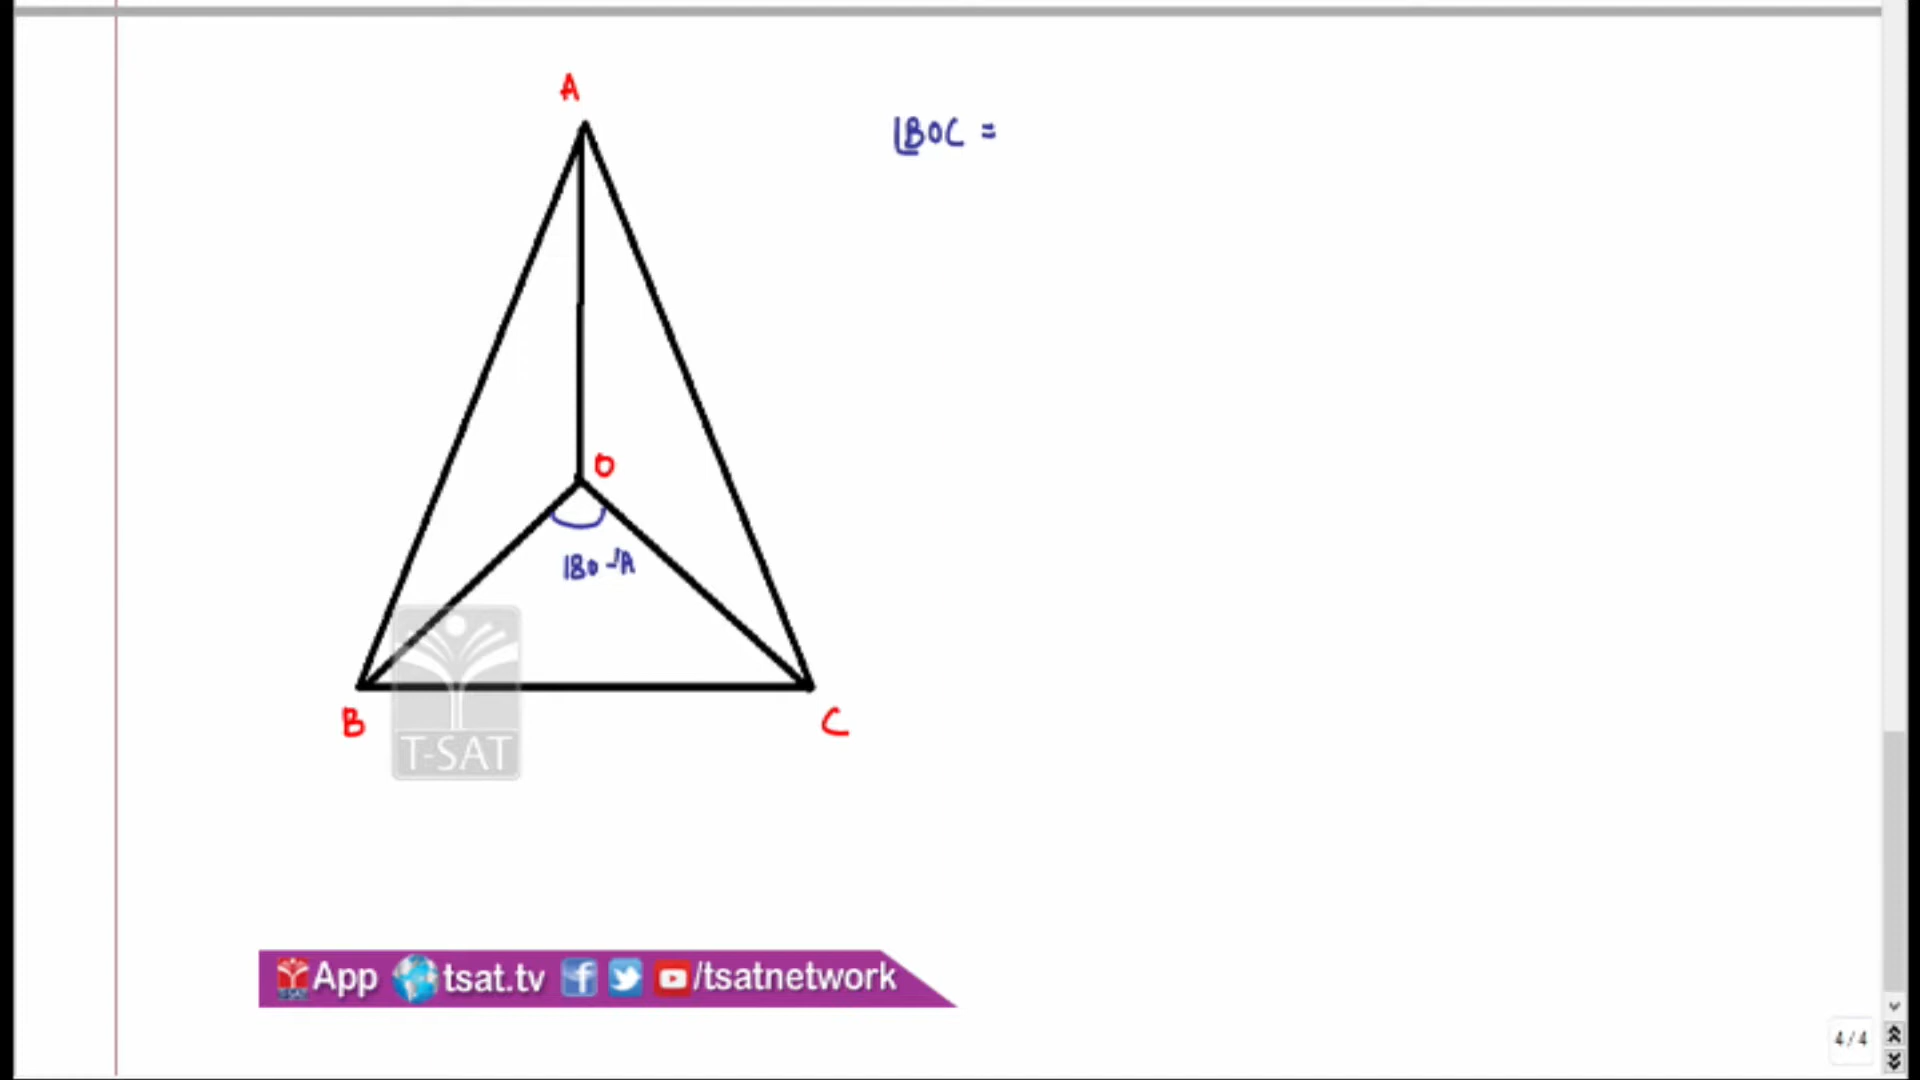 A
∠BOC =
O
180-A
B
C
T-SAT
App tsat.tv /tsatnetwork
4/4